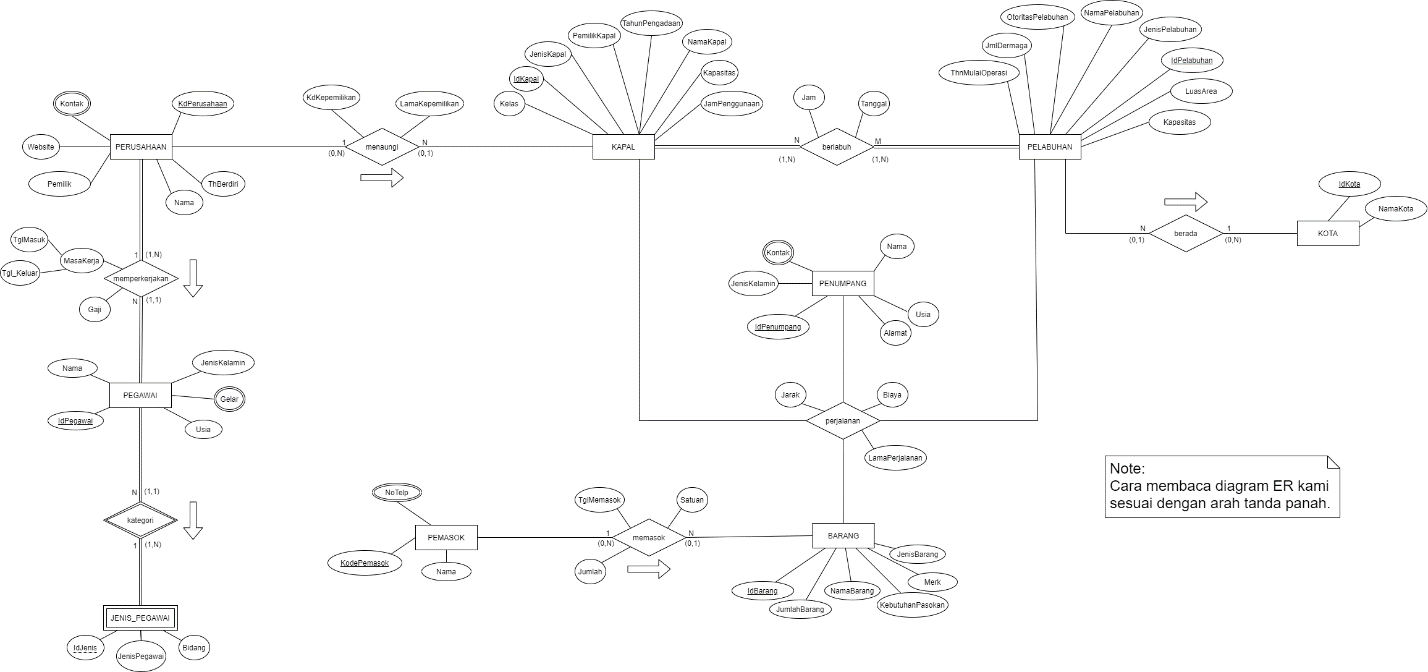 OtoritasPelabuhan
NamaPelabuhan
TahunPengadaan
JenisPelabuhan
PemilikKapal
NamaKapal
JmlDermaga
JenisKapal
IdPelabuhan
ThnMulaiOperasi
Kapasitas
IdKapal
LuasArea
Kontak
KdPerusahaan
KdKepemilikan
LamaKepemilikan
Kelas
JamPenggunaan
Jam
Tanggal
Kapasitas
Website
PERUSAHAAN
1
(0,N)
menaungi
N
(0,1)
KAPAL
N
(1,N)
berlabuh
M
(1,N)
PELABUHAN
Pemilik
ThBerdiri
Nama
IdKota
NamaKota
N
(0,1)
berada
1
(0,N)
KOTA
TglMasuk
MasaKerja
Tgl_Keluar
1
(1,N)
memperkerjakan
N
(1,1)
Gaji
Kontak
Nama
JenisKelamin
PENUMPANG
IdPenumpang
Usia
Alamat
Nama
JenisKelamin
PEGAWAI
Gelar
IdPegawai
Usia
Jarak
Biaya
perjalanan
LamaPerjalanan
Note:
Cara membaca diagram ER kami
sesuai dengan arah tanda panah.
N
(1,1)
kategori
1
(1,N)
NoTelp
TglMemasok
Satuan
PEMASOK
1
(0,N)
memasok
N
(0,1)
BARANG
KodePemasok
Nama
Jumlah
JenisBarang
Merk
IdBarang
NamaBarang
KebutuhanPasokan
JumlahBarang
JENIS_PEGAWAI
IdJenis
JenisPegawai
Bidang